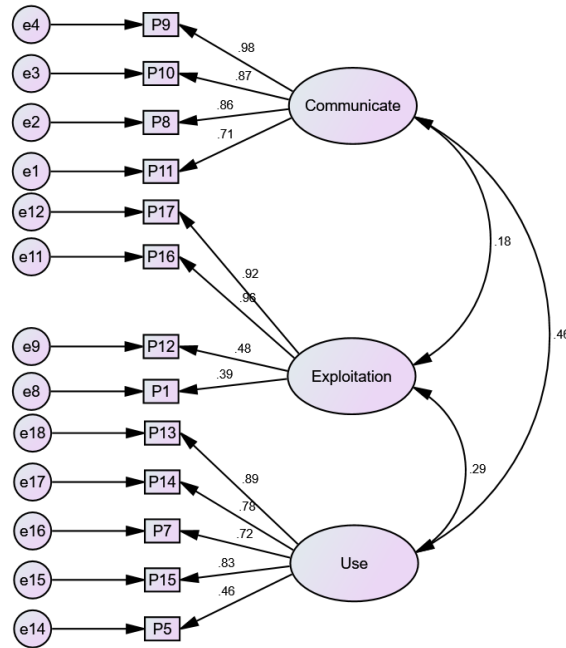 e4 P9
.98
e3 P10 .87
Communicate
e2 P8 .86
.71
e1 P11
e12 P17
.18
e11 P16
.92
.96
.46
e9 P12 .48
Exploitation
e8 P1 .39
e18 P13
.29
.89
e17 P14
.78
e16 P7 .72
Use
e15 P15 .83
.46
e14 P5